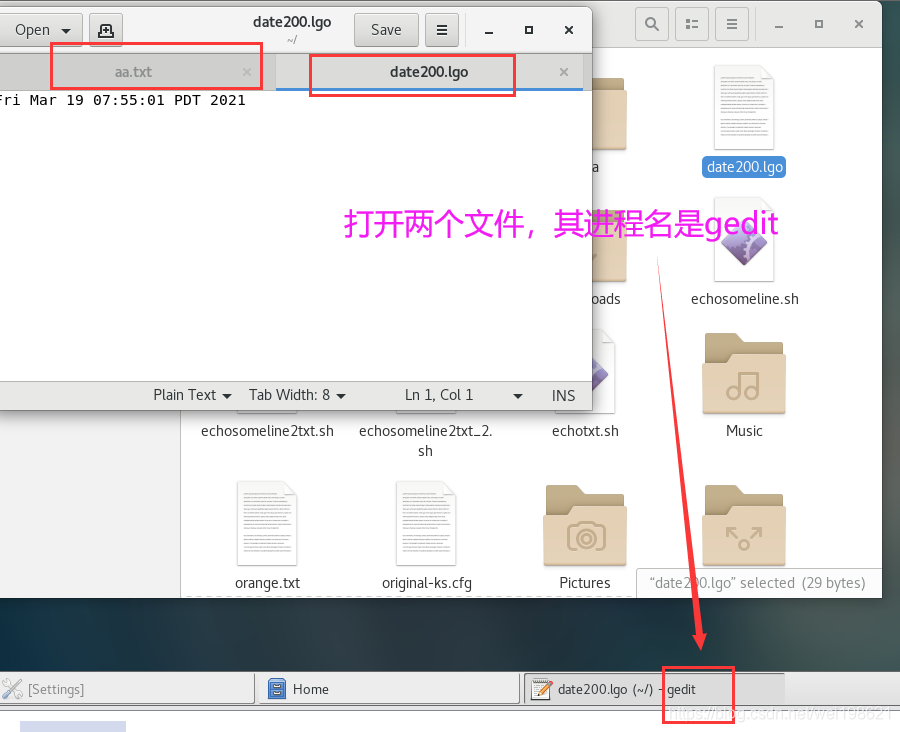 Open
date200.lgo
~/
Save
aa.txt
date200.lgo
Fri Mar 19 07:55:01 PDT 2021
a
date200.lgo
打开两个文件，其进程名是gedit
oads
echosomeline.sh
Plain Text
Tab Width: 8
Ln 1, Col 1
INS
echosomeline2txt.sh
echosomeline2txt_2.
sh
echotxt.sh
Music
orange.txt
original-ks.cfg
Pictures
“date200.lgo” selected (29 bytes)
[Settings]
Home
date200.lgo (~/) - gedit
https://blog.csdn.net/wei198621